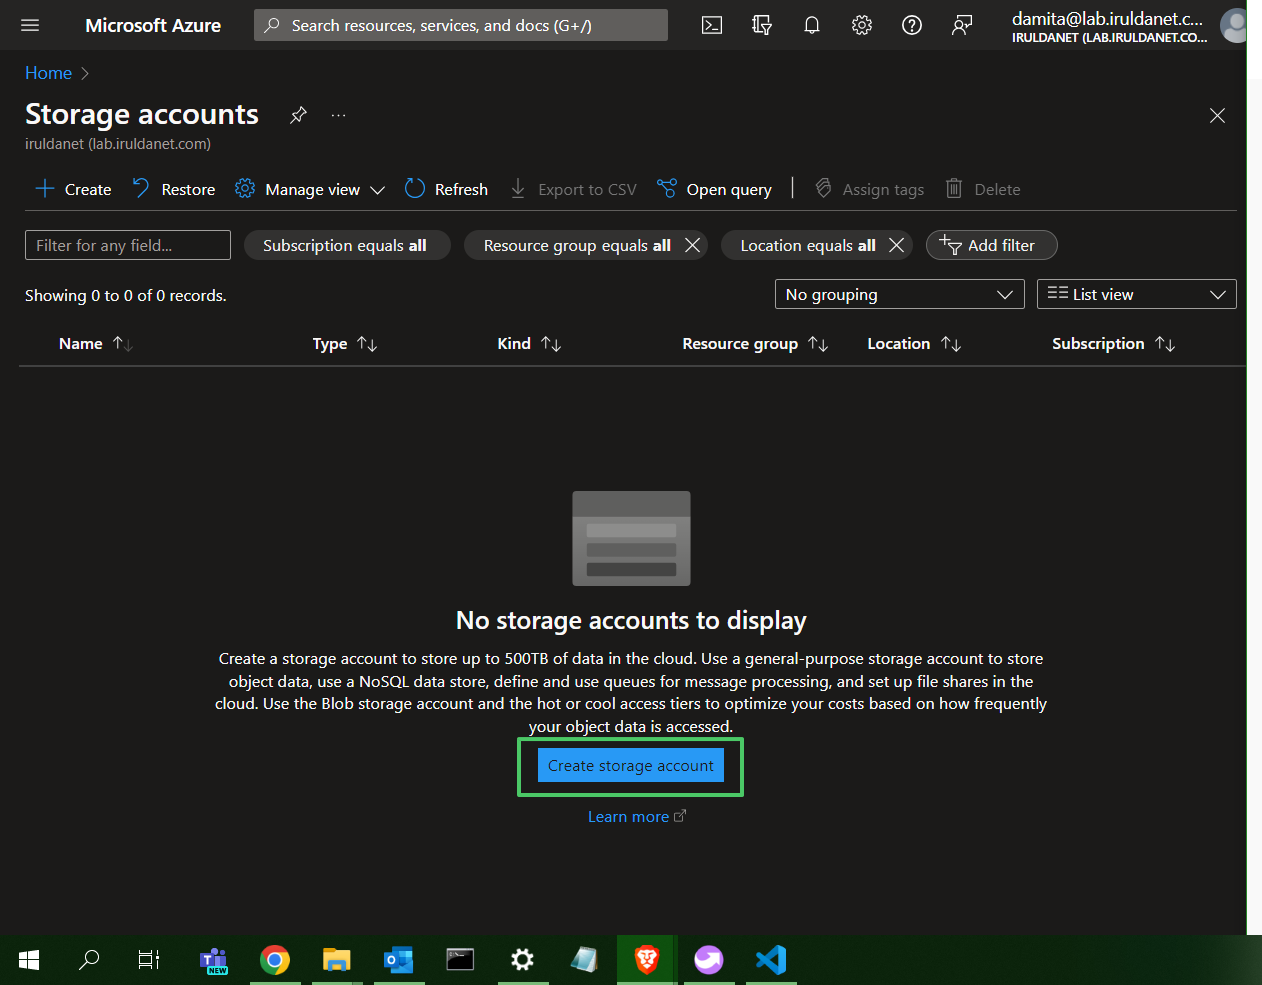 Microsoft Azure
Search resources, services, and docs (G+/)
damita@lab.iruldanet.c...
IRULDANET (LAB.IRULDANET.CO...
Home
Storage accounts
...
iruldanet (lab.iruldanet.com)
Create Restore Manage view Refresh Export to CSV Open query Assign tags Delete
Filter for any field... Subscription equals all Resource group equals all Location equals all Add filter
Showing 0 to 0 of 0 records. No grouping List view
Name Type Kind Resource group Location Subscription
No storage accounts to display
Create a storage account to store up to 500TB of data in the cloud. Use a general-purpose storage account to store
object data, use a NoSQL data store, define and use queues for message processing, and set up file shares in the
cloud. Use the Blob storage account and the hot or cool access tiers to optimize your costs based on how frequently
your object data is accessed.
Create storage account
Learn more
NEW